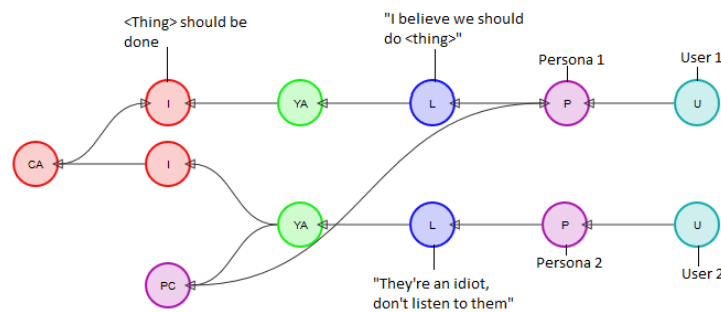 <Thing> should be
done
"I believe we should
do <thing>"
Persona 1
User 1
I
YA
L
P
U
CA
I
YA
L
P
U
Persona 2
User 2
PC
"They're an idiot,
don't listen to them"